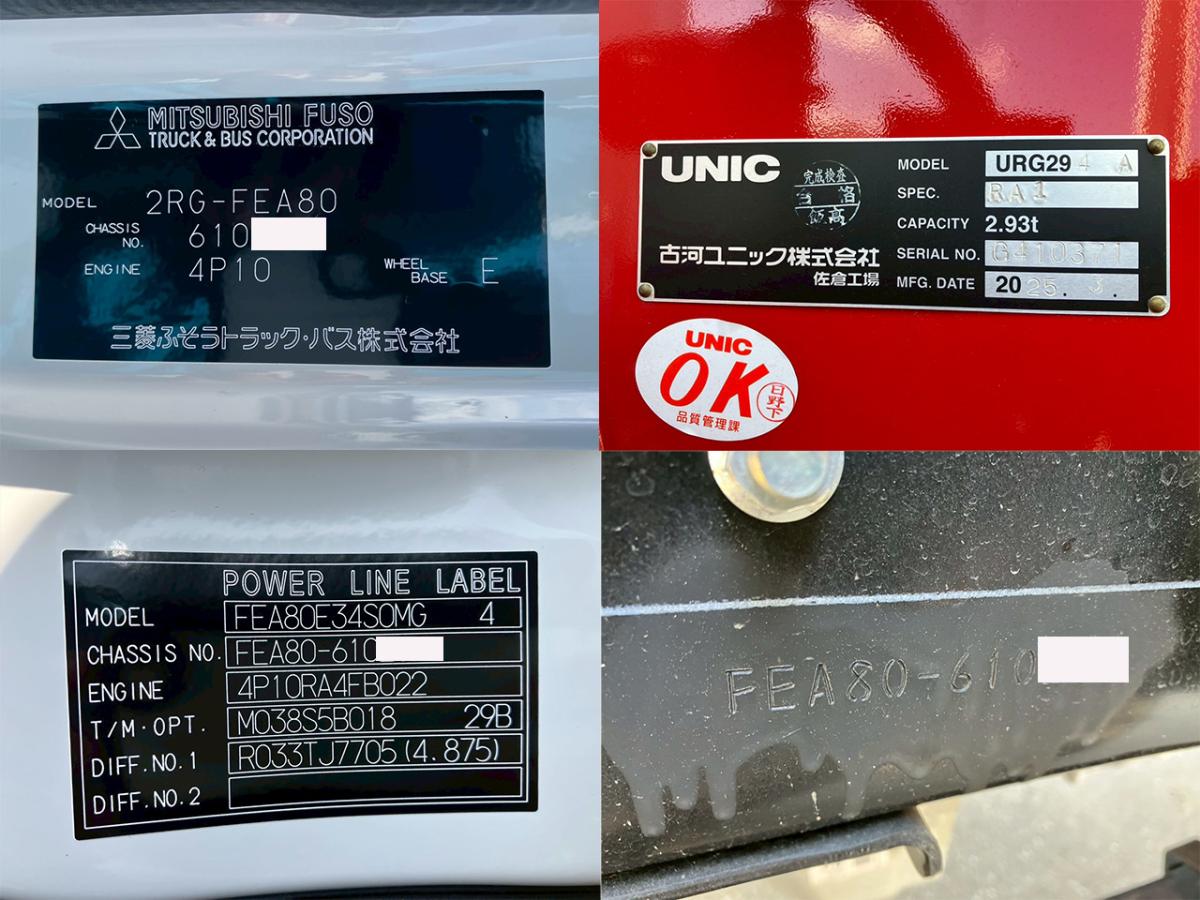 MITSUBISHI FUSO
TRUCK & BUS CORPORATION
MODEL 2RG-FEA80
CHASSIS NO. 610
ENGINE 4P10 WHEEL BASE E
三菱ふそうトラック・バス株式会社
UNIC
完成検査
飯高
古河ユニック株式会社
佐倉工場
MODEL URG294 A
SPEC. RA1
CAPACITY 2.93t
SERIAL NO. G410371
MFG. DATE 2025. 3.
UNIC
OK
日野下
品質管理課
POWER LINE LABEL
MODEL FEA80E34SOMG 4
CHASSIS NO. FEA80-610
ENGINE 4P10RA4FB022
T/M・OPT. M038S5B018 29B
DIFF.NO.1 R033TJ7705(4.875)
DIFF.NO.2
FEA80-610